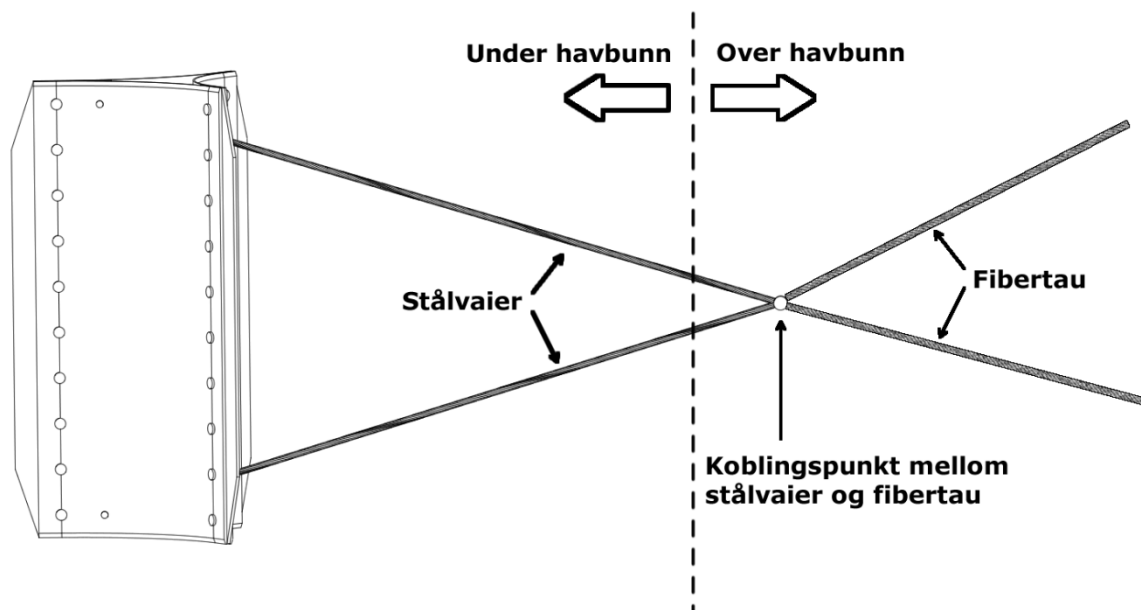 Under havbunn
Over havbunn
Stålvaier
Fibertau
Koblingspunkt mellom
stålvaier og fibertau